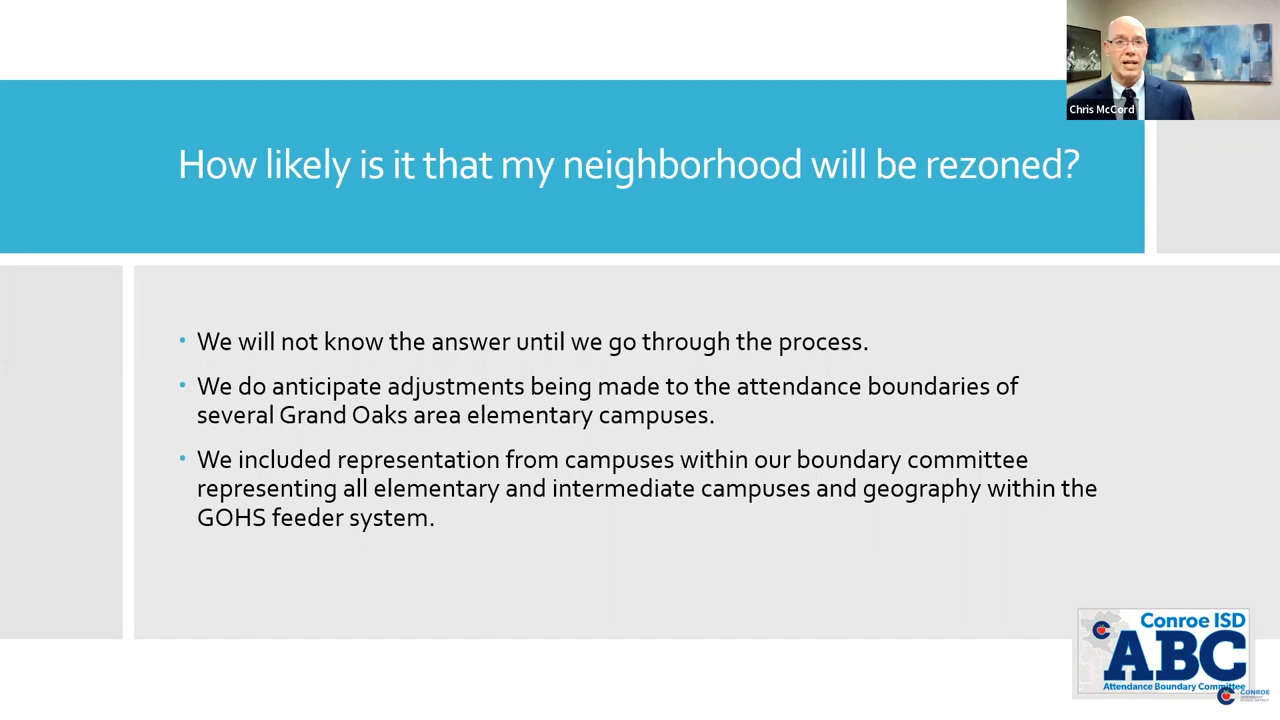 Chris McCord
How likely is it that my neighborhood will be rezoned?
• We will not know the answer until we go through the process.
• We do anticipate adjustments being made to the attendance boundaries of
several Grand Oaks area elementary campuses.
• We included representation from campuses within our boundary committee
representing all elementary and intermediate campuses and geography within the
GOHS feeder system.
Conroe ISD
ABC
Attendance Boundary Committee
CONROE